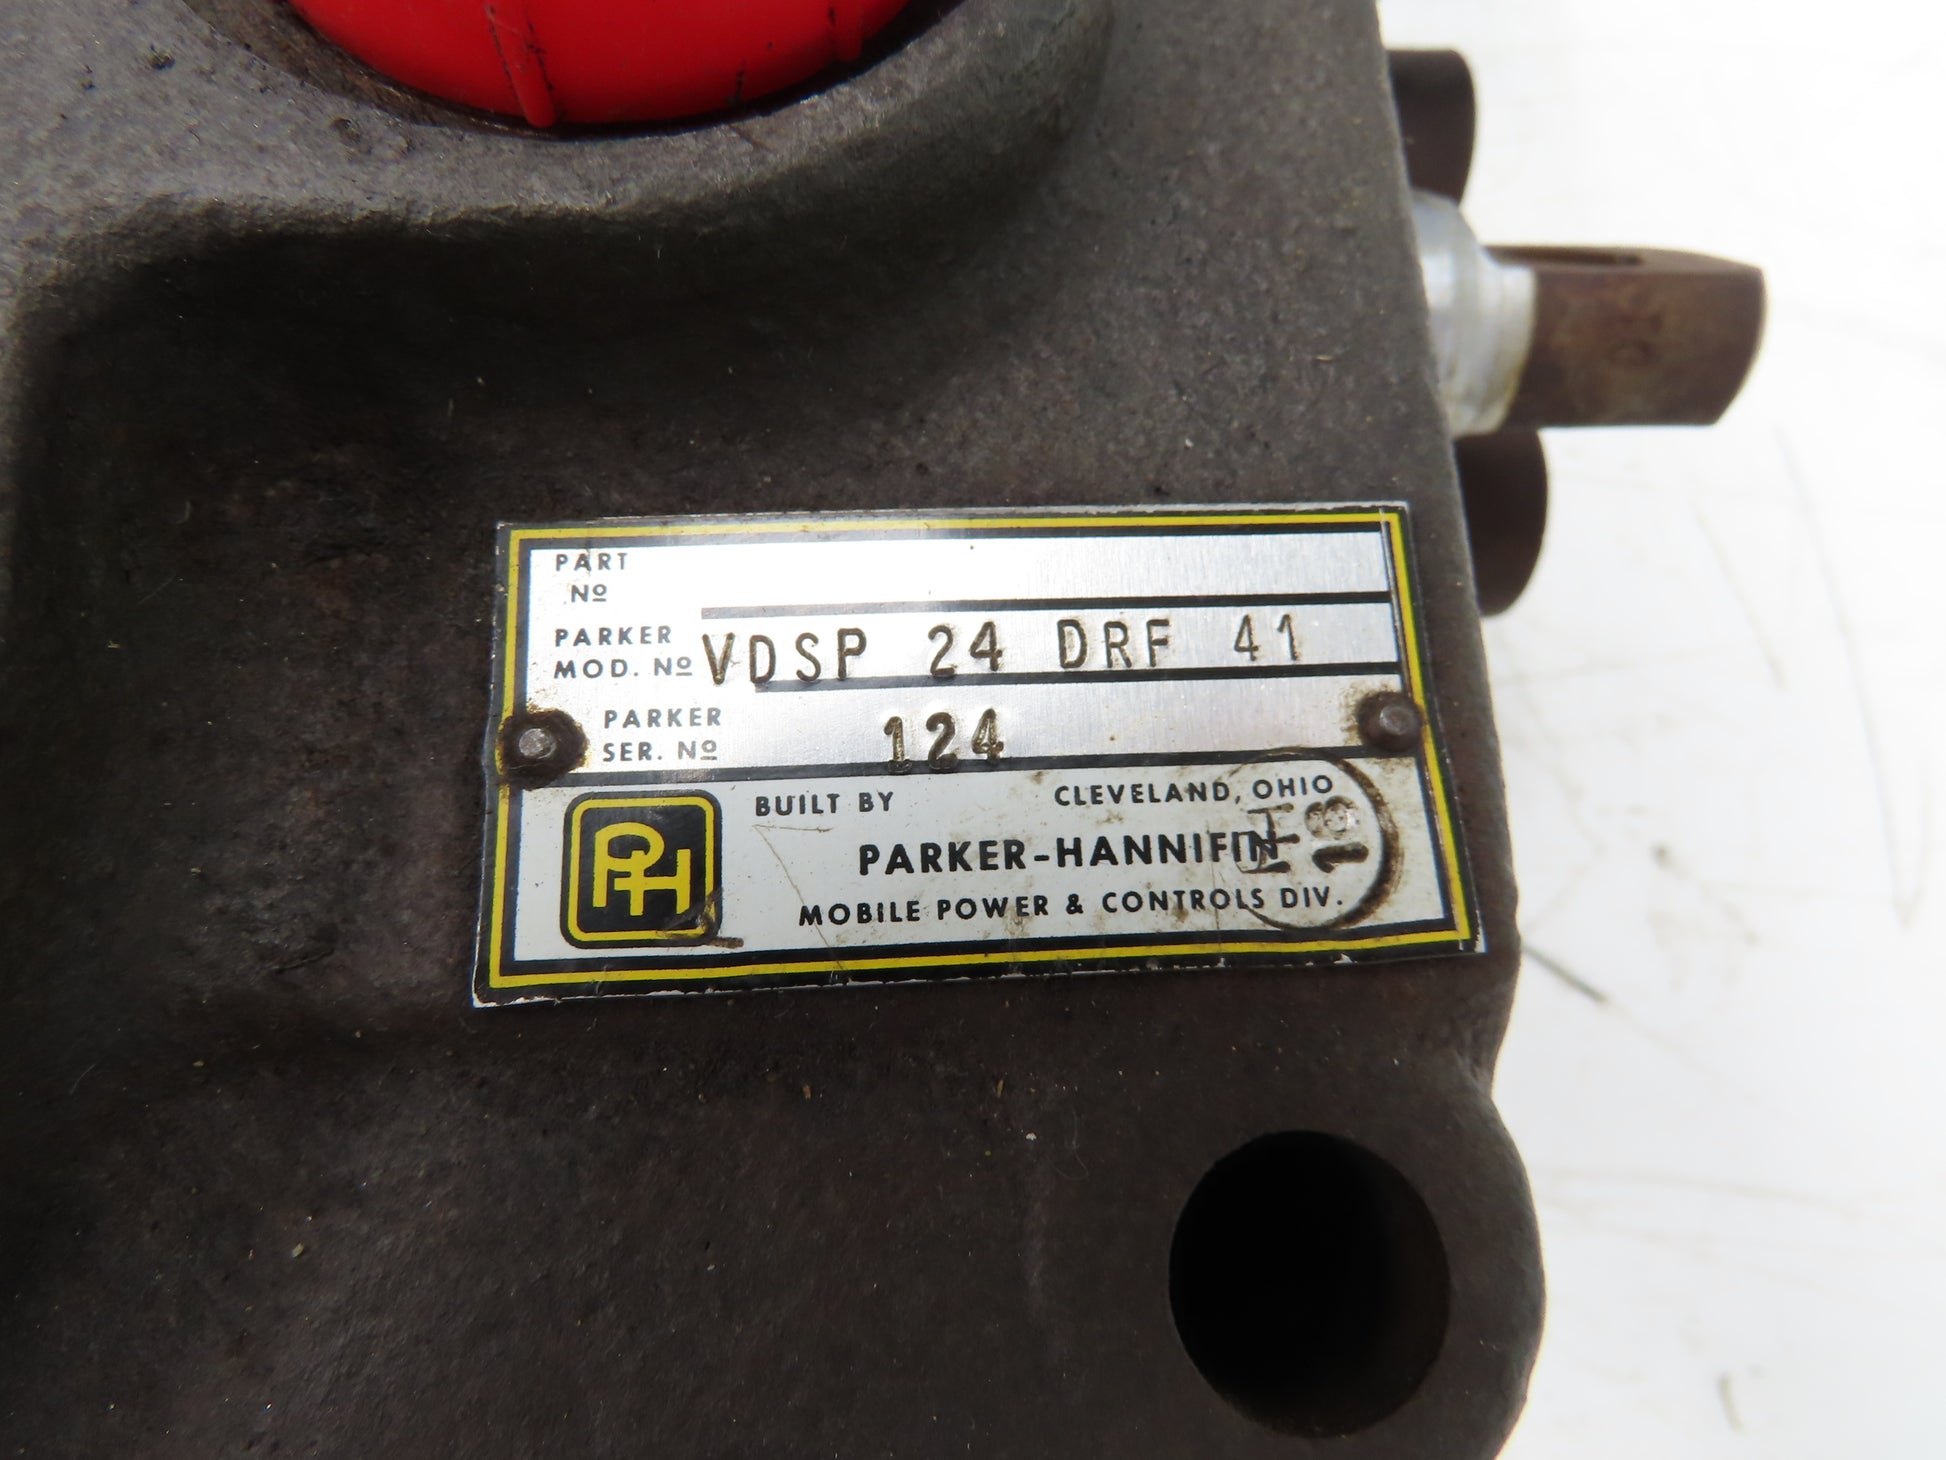 PART
Nº
PARKER
MOD. Nº VDSP 24 DRF 41
PARKER
SER. Nº 124
PH
BUILT BY CLEVELAND, OHIO
PARKER-HANNIFIN
MOBILE POWER & CONTROLS DIV.